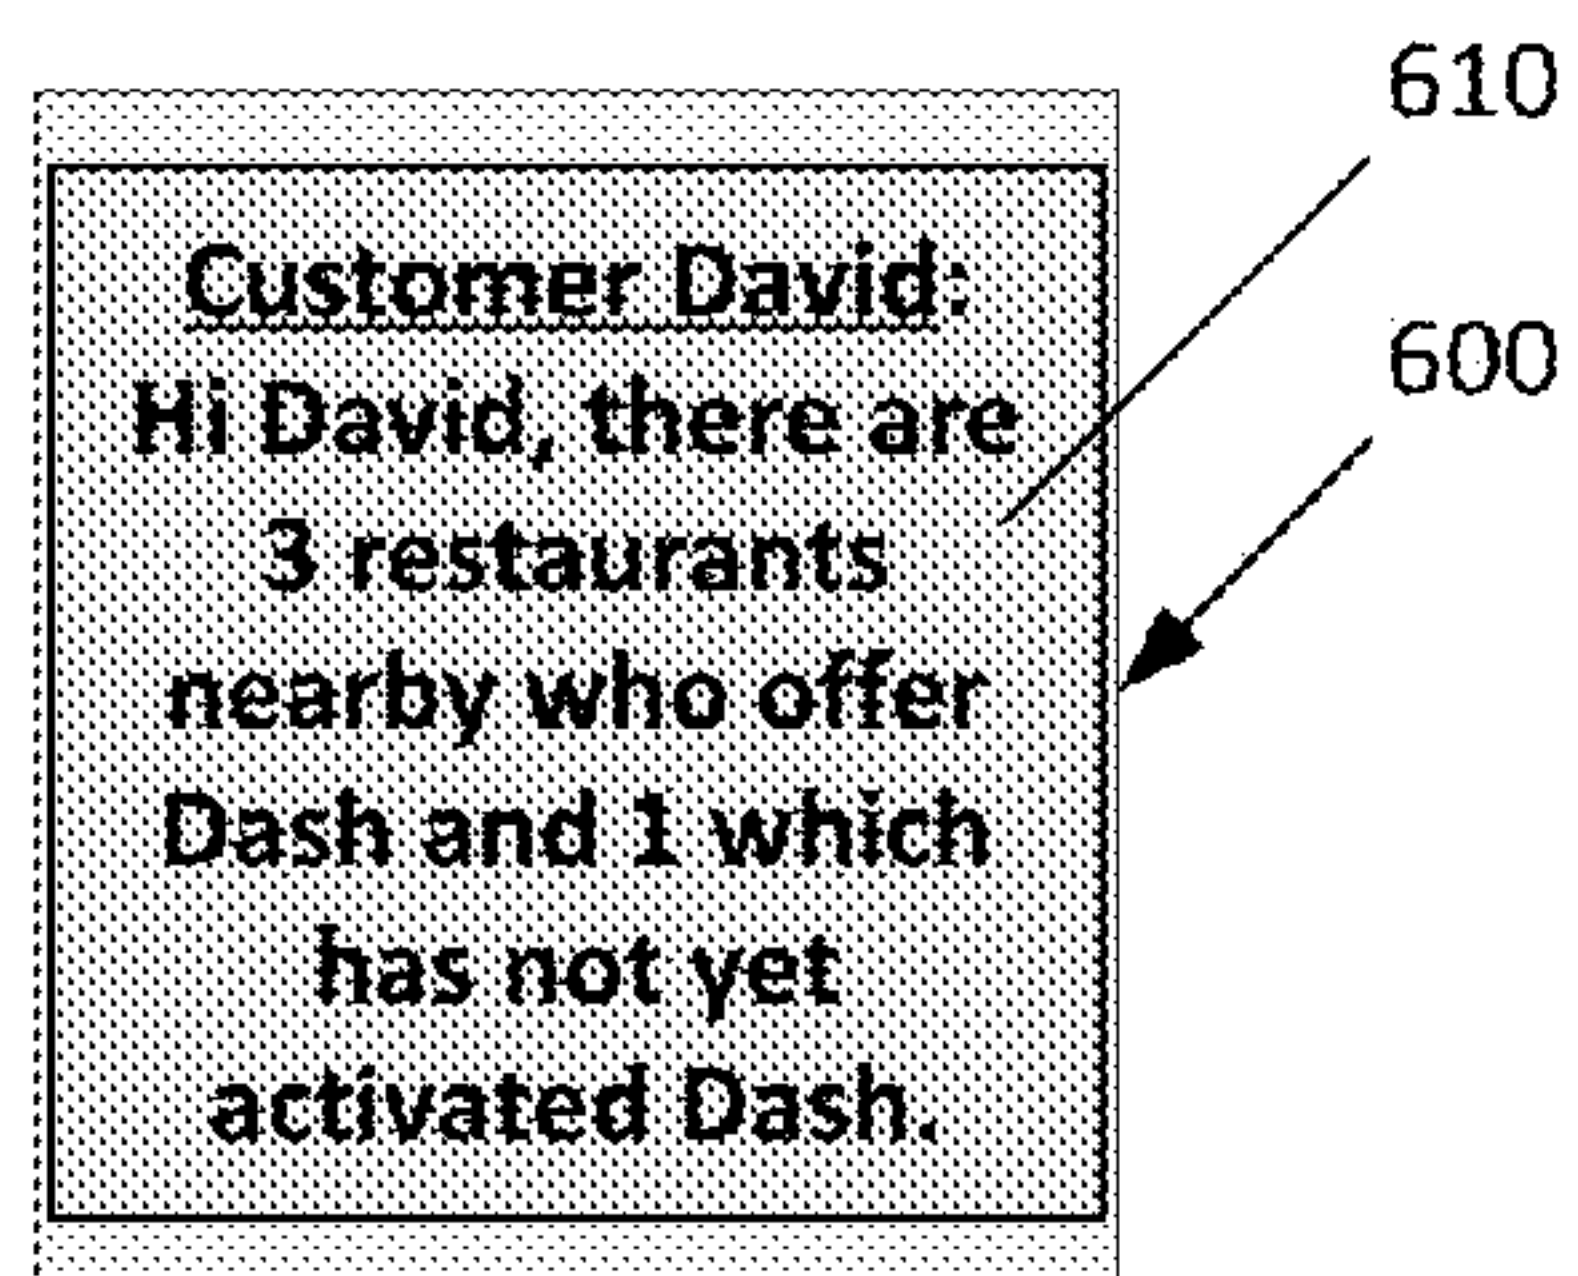 610
Customer David:
Hi David, there are
600
3 restaurants
nearby who offer
Dash and 1 which
has not yet
activated Dash.